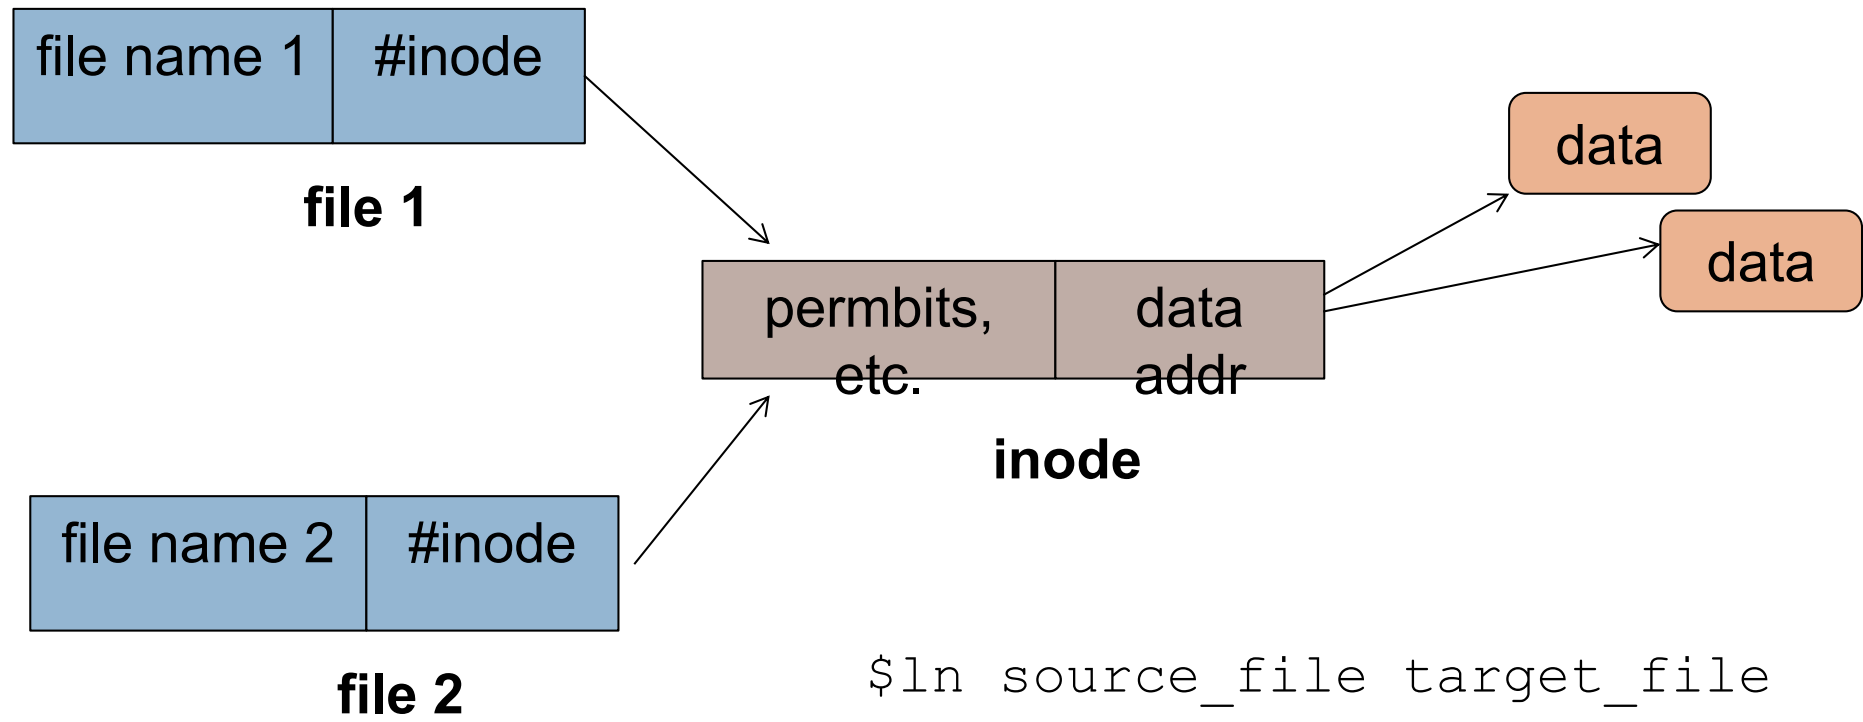 file name 1 #inode
file 1
data
data
permbits, etc.
data addr
inode
file name 2 #inode
file 2
$ln source_file target_file